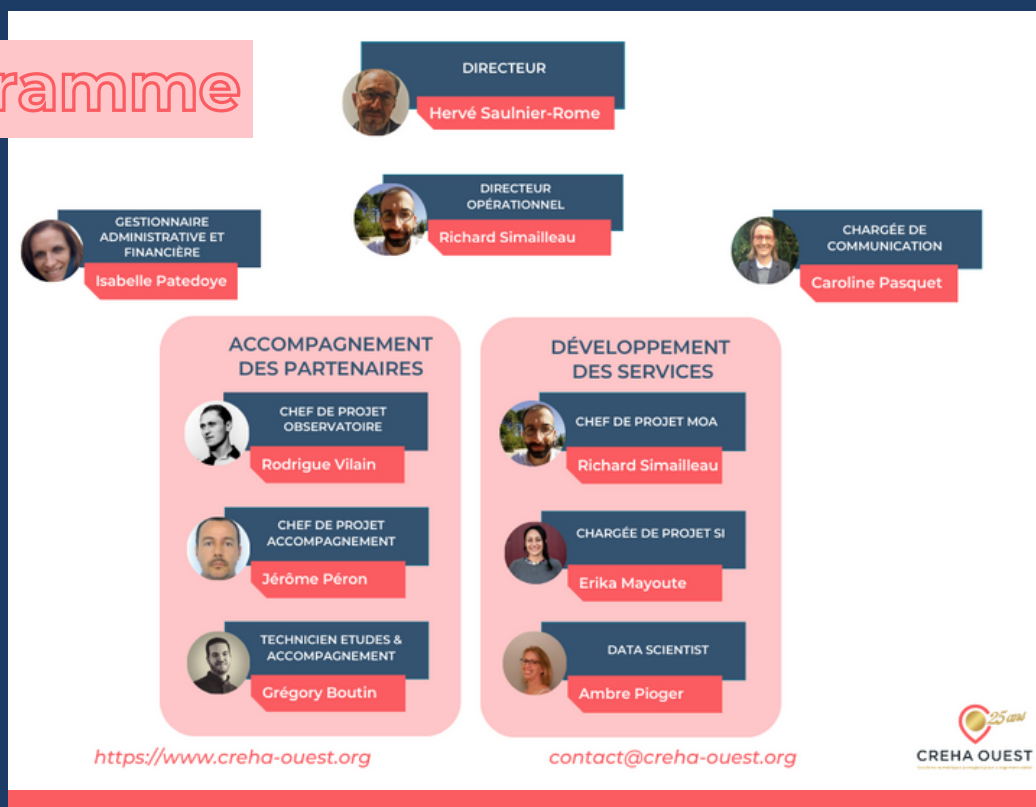 ramme
DIRECTEUR
Hervé Saulnier-Rome
DIRECTEUR
OPÉRATIONNEL
Richard Simailleau
GESTIONNAIRE
ADMINISTRATIVE ET
FINANCIÈRE
Isabelle Patedoye
CHARGÉE DE
COMMUNICATION
Caroline Pasquet
ACCOMPAGNEMENT
DES PARTENAIRES
CHEF DE PROJET
OBSERVATOIRE
Rodrigue Vilain
CHEF DE PROJET
ACCOMPAGNEMENT
Jérôme Péron
TECHNICIEN ETUDES &
ACCOMPAGNEMENT
Grégory Boutin
DÉVELOPPEMENT
DES SERVICES
CHEF DE PROJET MOA
Richard Simailleau
CHARGÉE DE PROJET SI
Erika Mayoute
DATA SCIENTIST
Ambre Pioger
https://www.creha-ouest.org
contact@creha-ouest.org
25 ans
CREHA OUEST